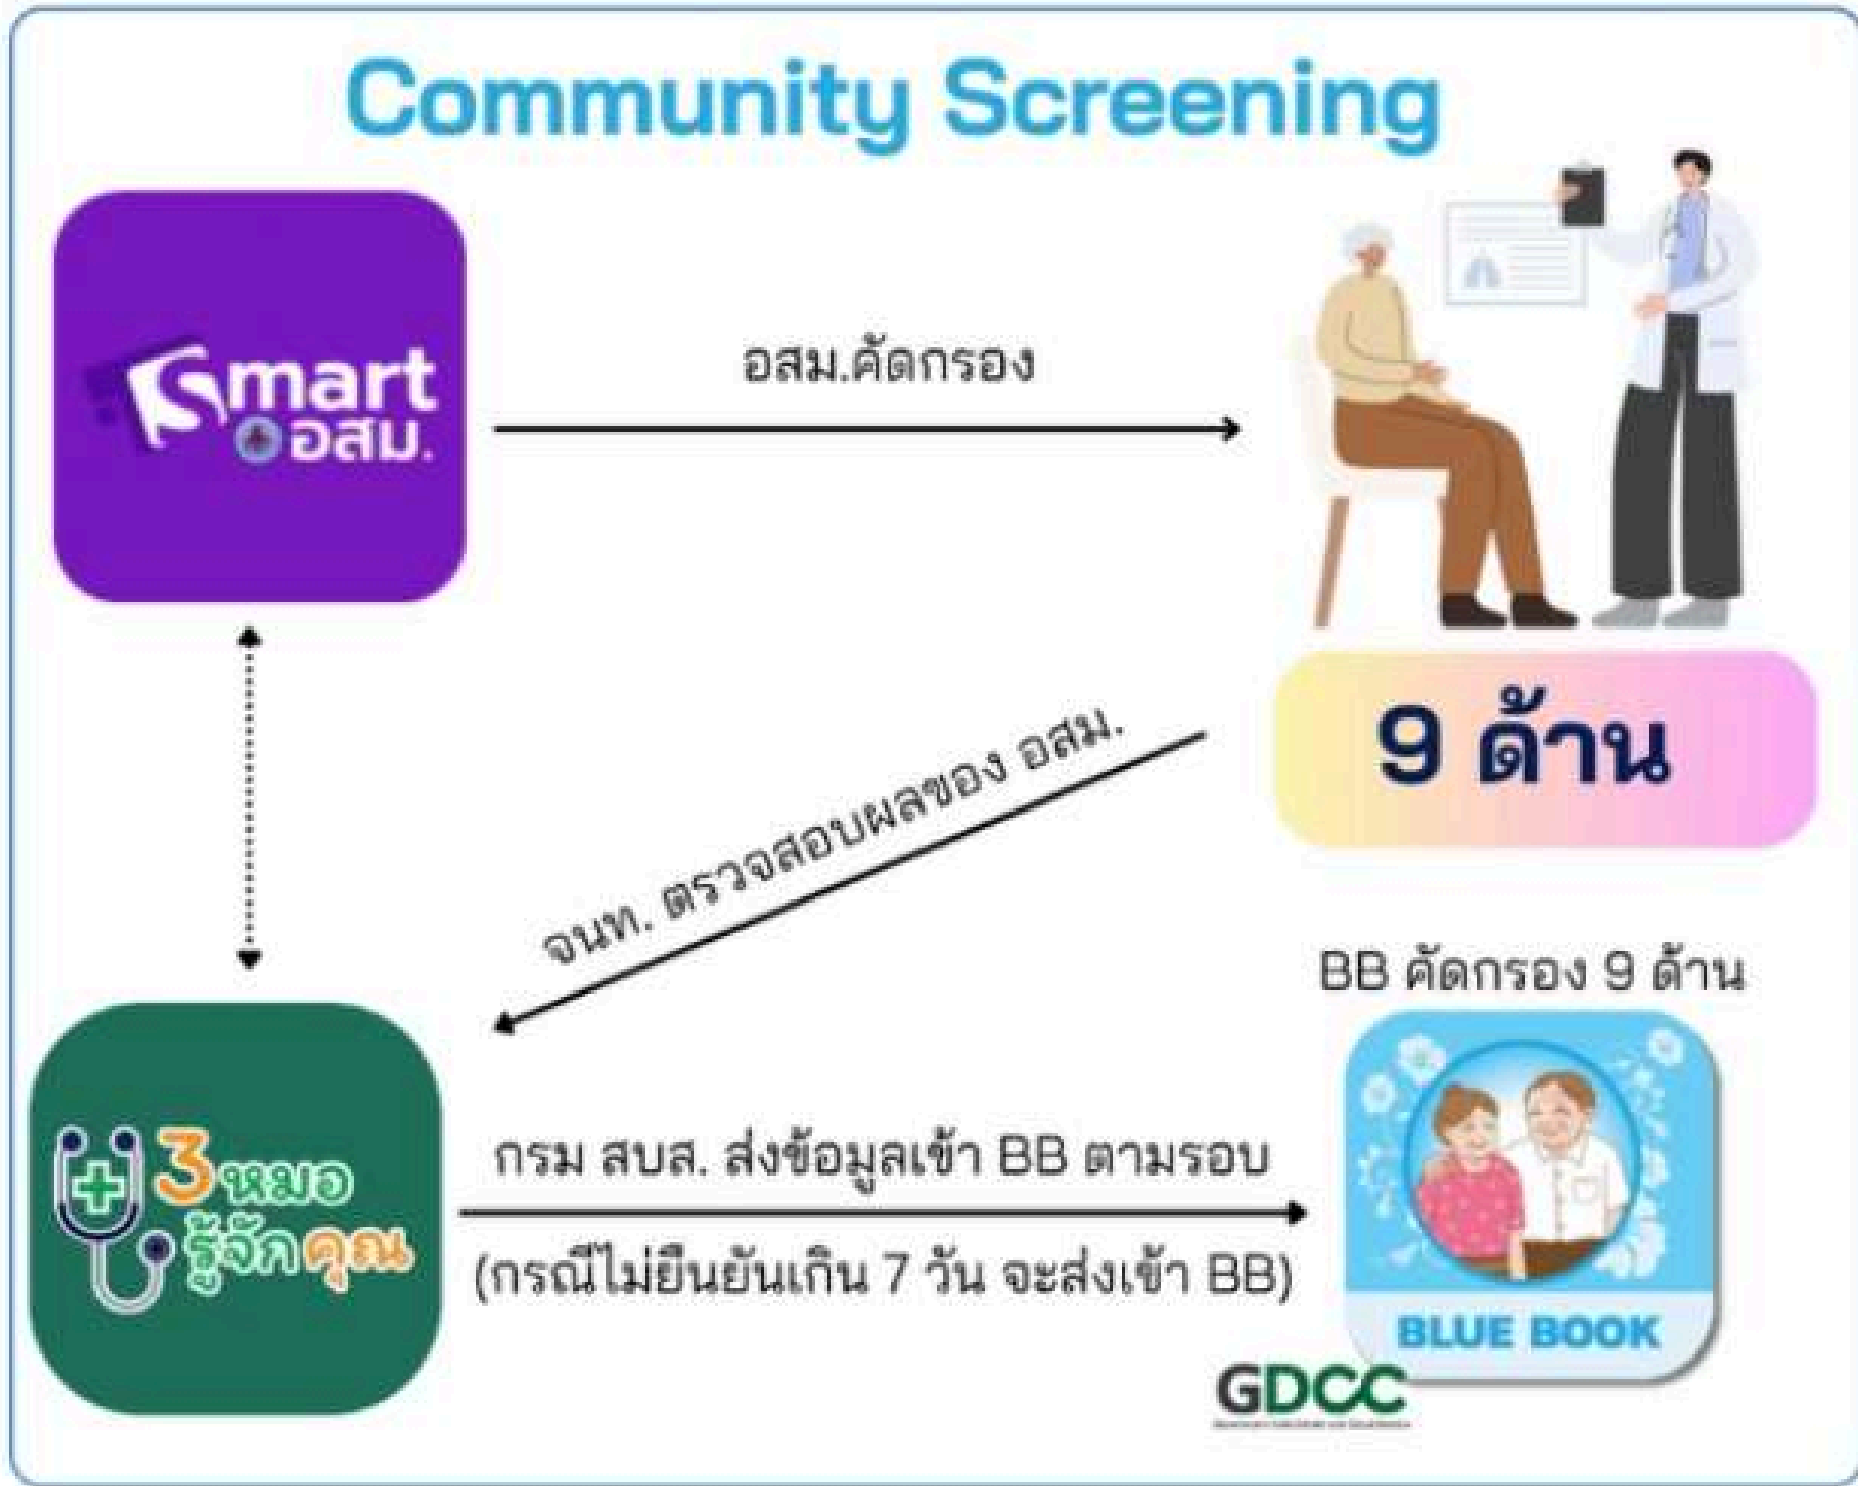 Community Screening
Smart
อสม.
อสม.คัดกรอง
9 ด้าน
จนท. ตรวจสอบผลของ อสม.
BB คัดกรอง 9 ด้าน
3 หมอ
รู้จักคุณ
กรม สบส. ส่งข้อมูลเข้า BB ตามรอบ
(กรณีไม่ยืนยันเกิน 7 วัน จะส่งเข้า BB)
BLUE BOOK
GDCC